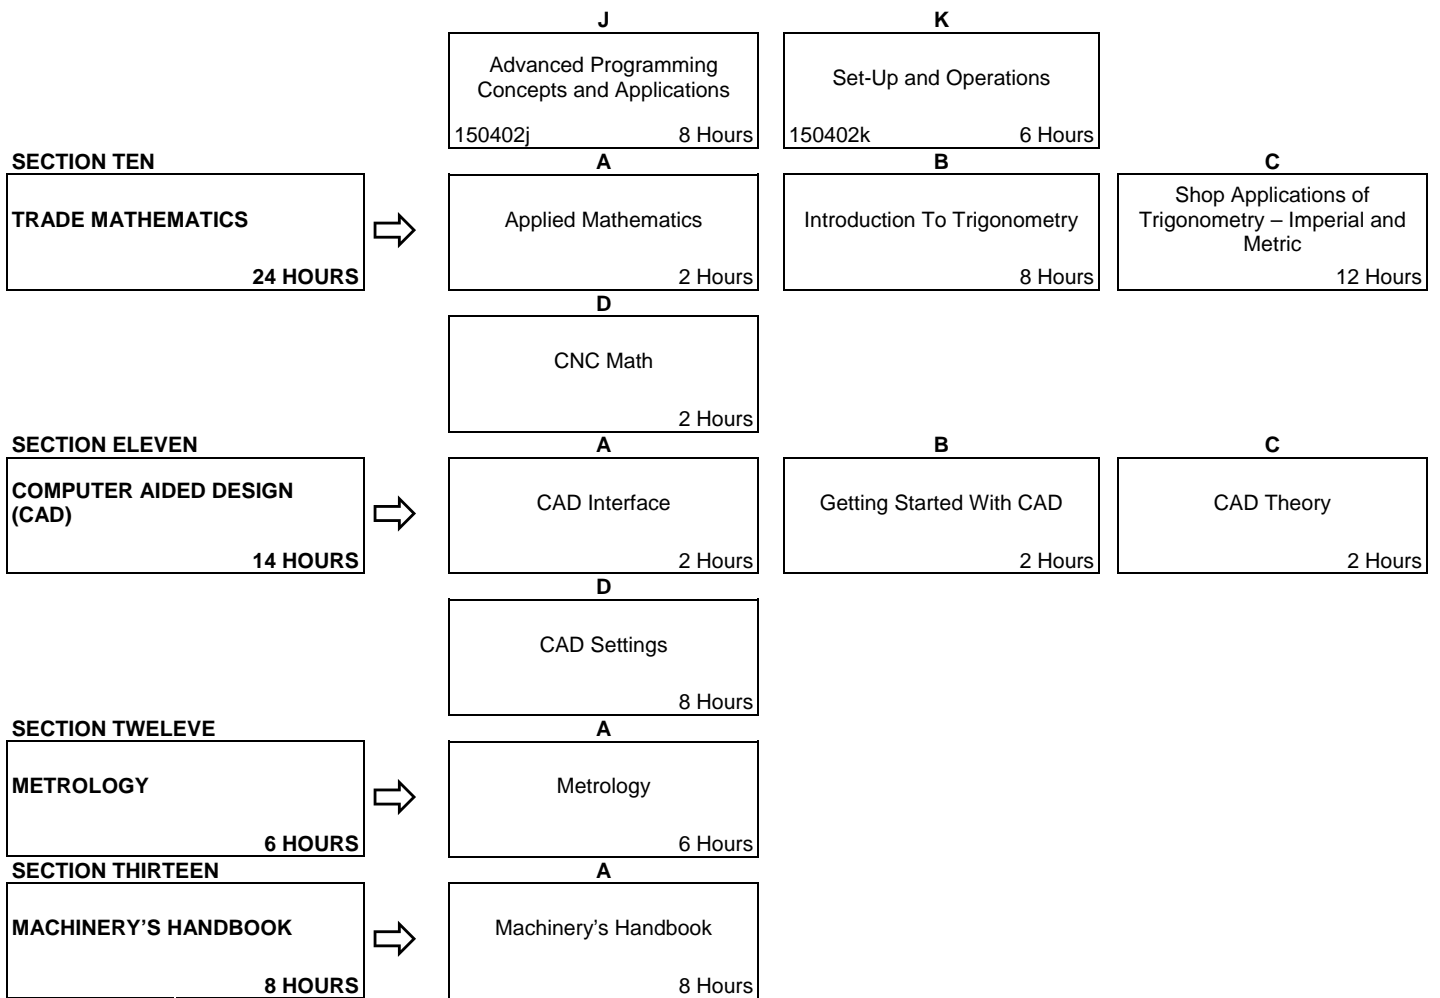 J K
Advanced Programming
Concepts and Applications
150402j 8 Hours
Set-Up and Operations
150402k 6 Hours
SECTION TEN A B C
TRADE MATHEMATICS
24 HOURS
Applied Mathematics
2 Hours
Introduction To Trigonometry
8 Hours
Shop Applications of
Trigonometry – Imperial and
Metric
12 Hours
D
CNC Math
2 Hours
SECTION ELEVEN A B C
COMPUTER AIDED DESIGN
(CAD)
14 HOURS
CAD Interface
2 Hours
Getting Started With CAD
2 Hours
CAD Theory
2 Hours
D
CAD Settings
8 Hours
SECTION TWELEVE A
METROLOGY
6 HOURS
Metrology
6 Hours
SECTION THIRTEEN A
MACHINERY’S HANDBOOK
8 HOURS
Machinery’s Handbook
8 Hours